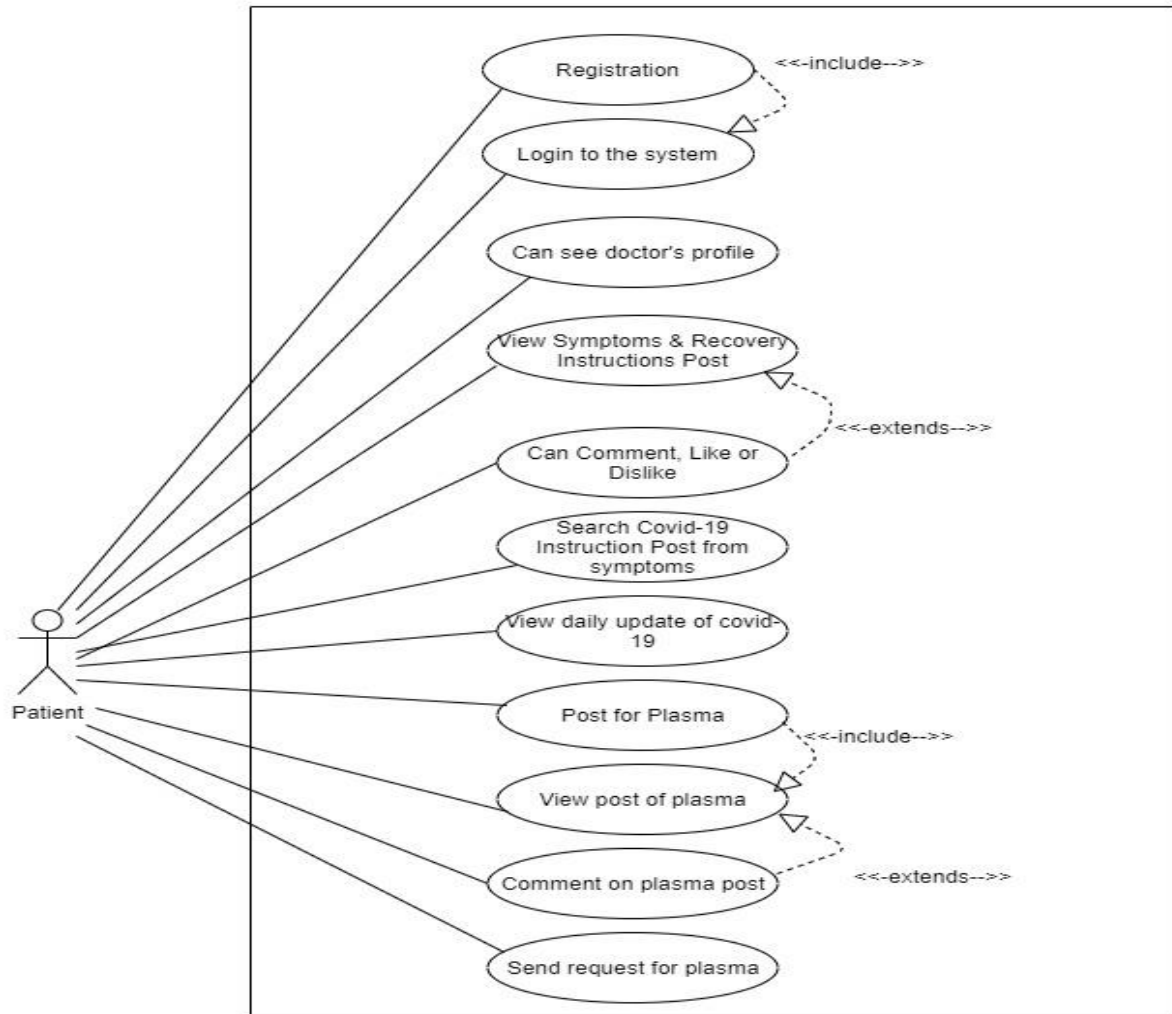 Registration
<<-include-->>
Login to the system
Can see doctor's profile
View Symptoms & Recovery
Instructions Post
<<-extends-->>
Can Comment, Like or
Dislike
Search Covid-19
Instruction Post from
symptoms
View daily update of covid-
19
Patient
Post for Plasma
<<-include-->>
View post of plasma
<<-extends-->>
Comment on plasma post
Send request for plasma